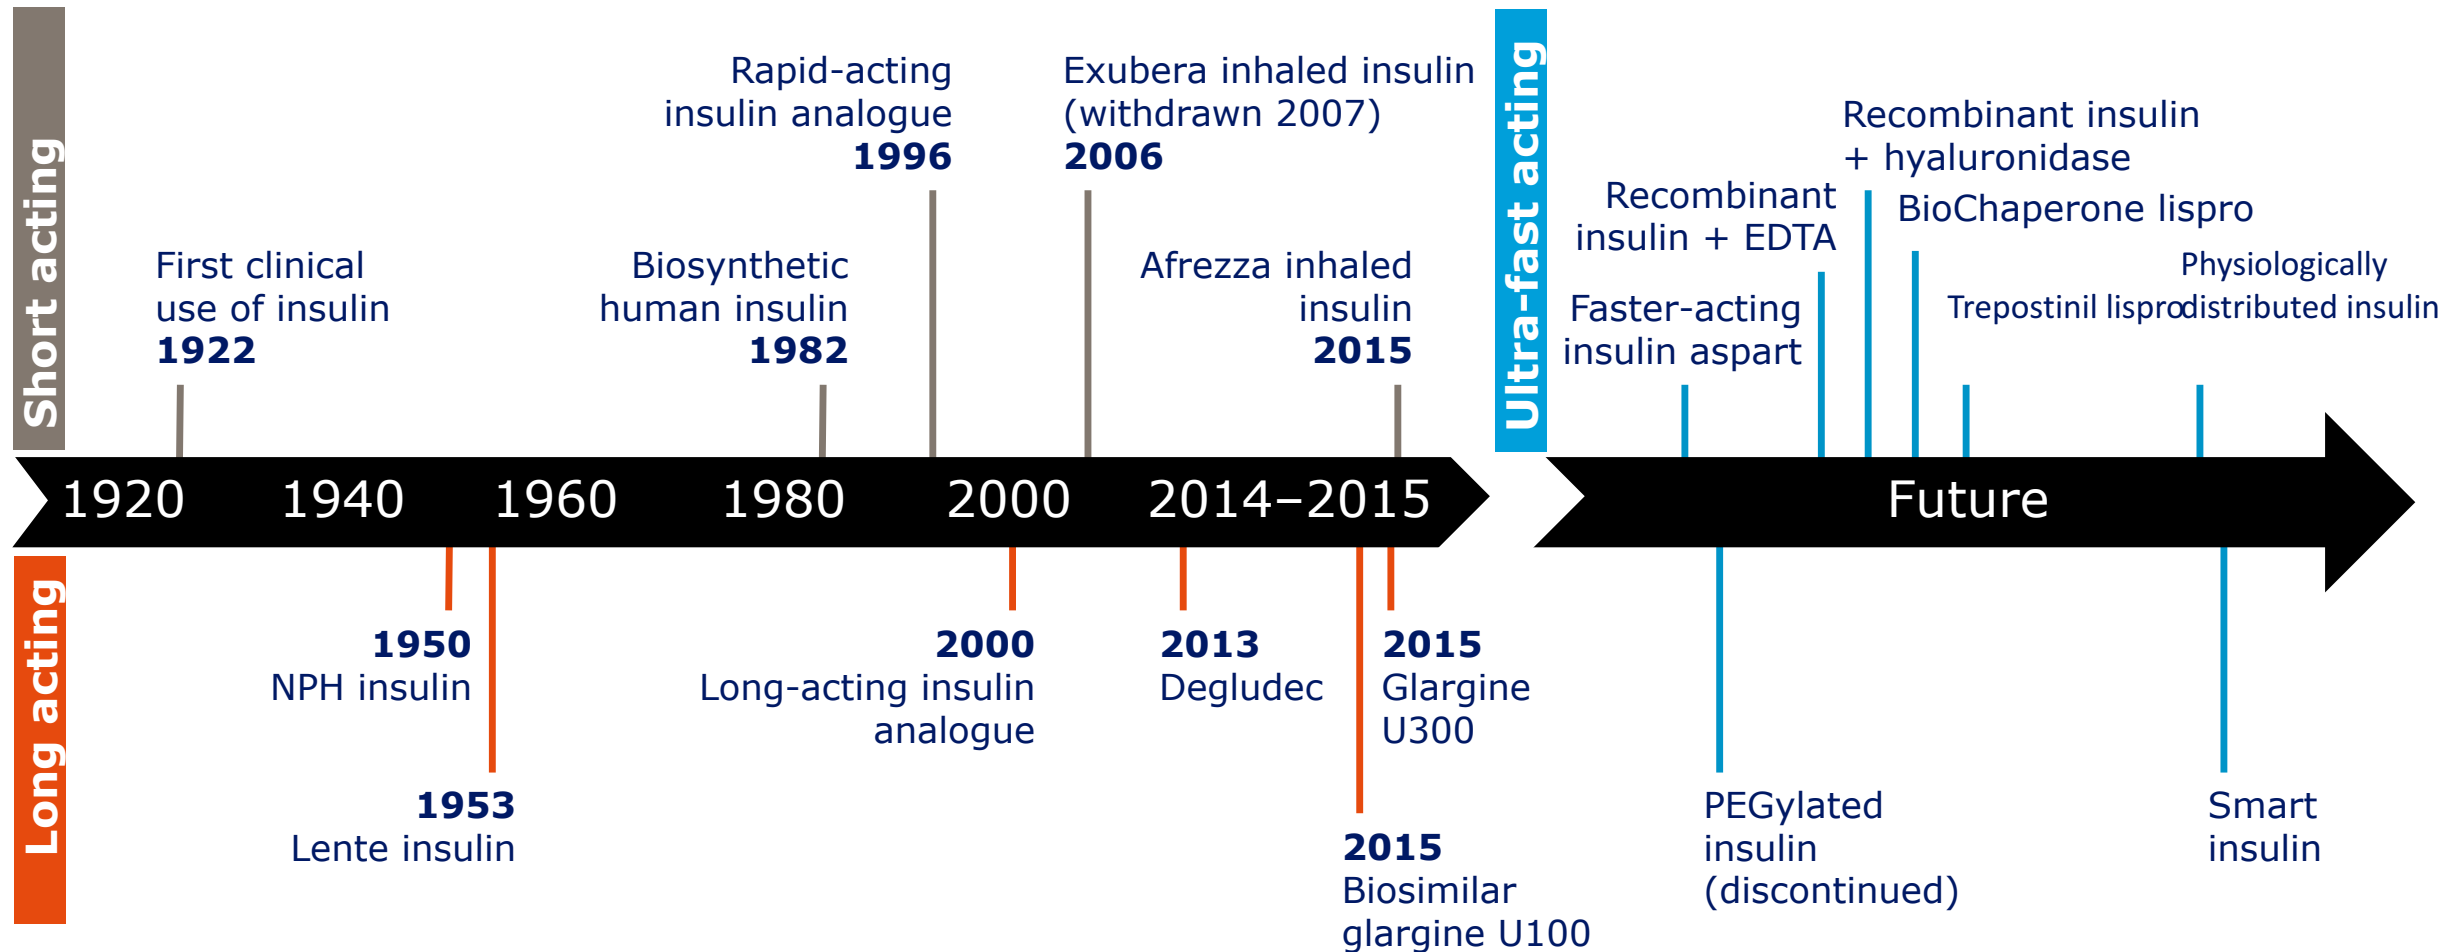 Short acting
First clinical
use of insulin
1922
Biosynthetic
human insulin
1982
Rapid-acting
insulin analogue
1996
Exubera inhaled insulin
(withdrawn 2007)
2006
Afrezza inhaled
insulin
2015
Ultra-fast acting
Faster-acting
insulin aspart
Recombinant
insulin + EDTA
Recombinant insulin
+ hyaluronidase
BioChaperone lispro
Trepostinil lispro
Physiologically
distributed insulin
1920 1940 1960 1980 2000 2014–2015 Future
Long acting
1950
NPH insulin
1953
Lente insulin
2000
Long-acting insulin
analogue
2013
Degludec
2015
Biosimilar
glargine U100
2015
Glargine
U300
PEGylated
insulin
(discontinued)
Smart
insulin